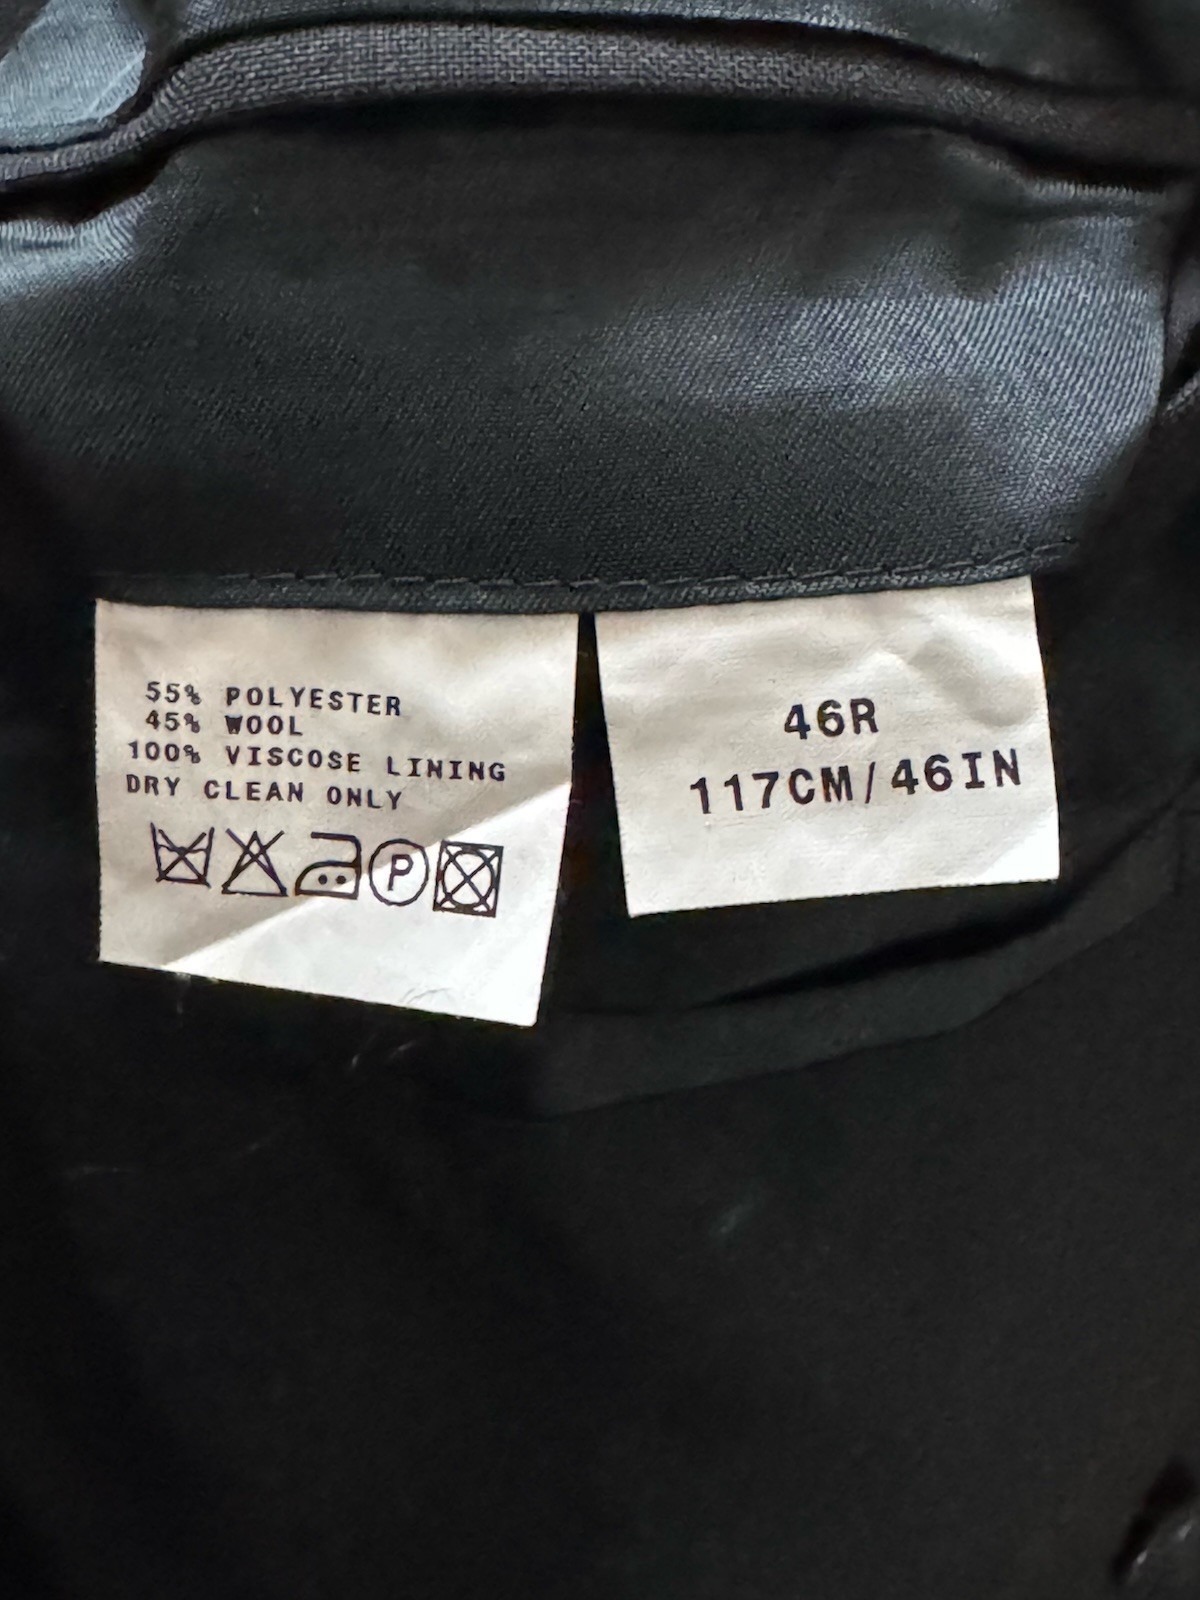 55% POLYESTER
45% WOOL
100% VISCOSE LINING
DRY CLEAN ONLY
P
46R
117CM/46IN